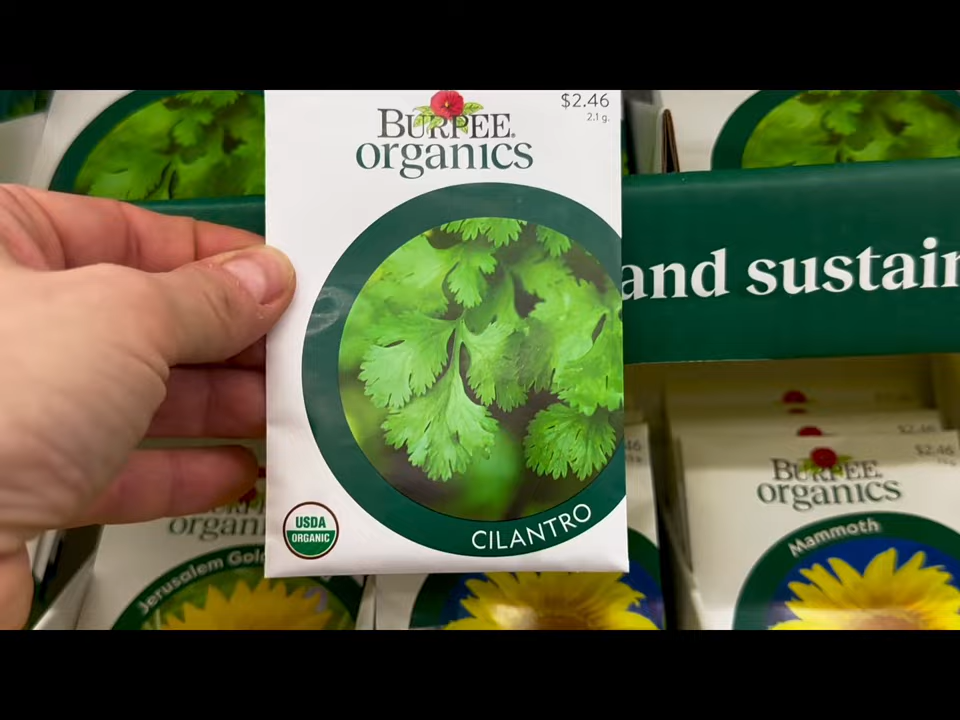 $2.46
2.1 g.
BURPEE®
organics
and sustain
USDA
ORGANIC
CILANTRO
BURPEE
organics
Jerusalem Gold
$2.46
$2.46
BURPEE
organics
Mammoth